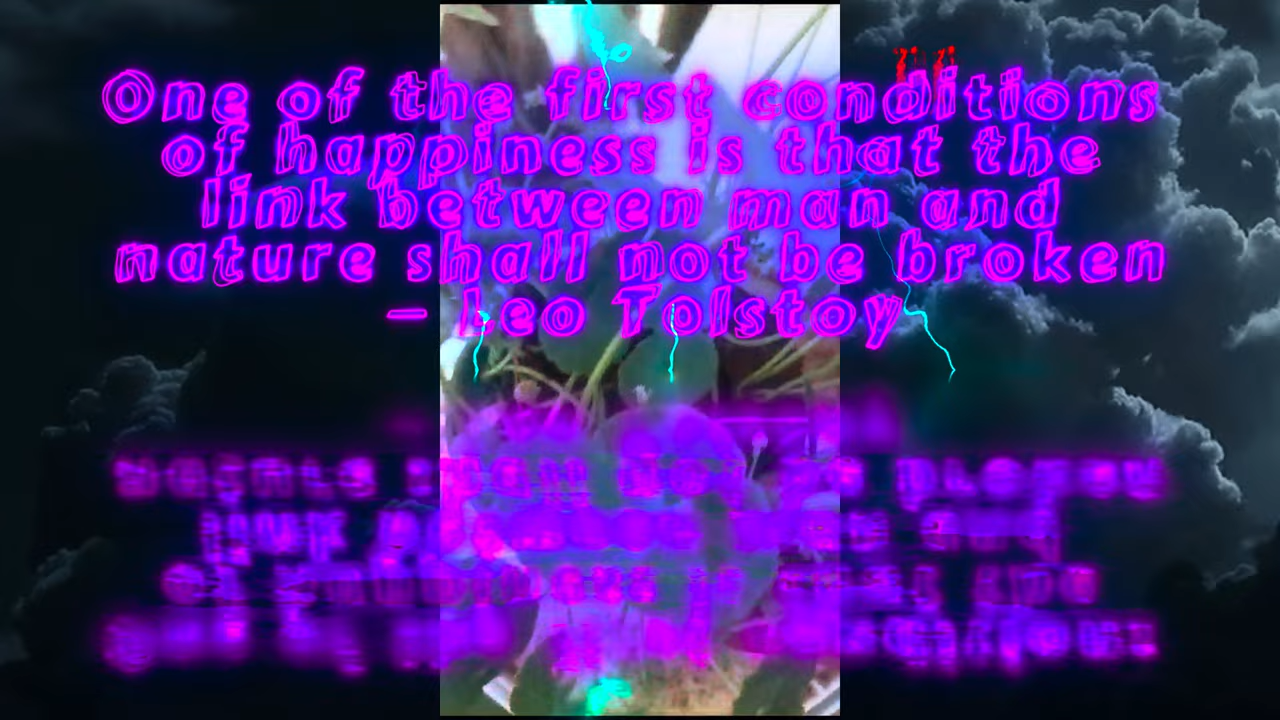 One of the first conditions
of happiness is that the
link between man and
nature shall not be broken
– Leo Tolstoy